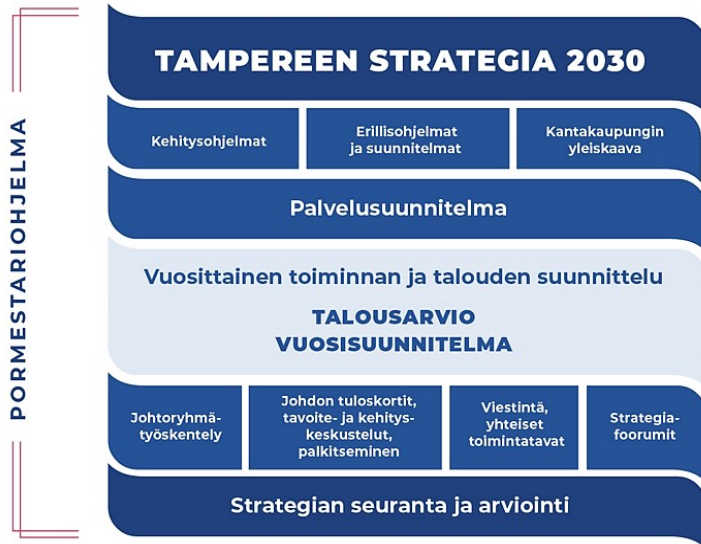 PORMESTARIOHJELMA
TAMPEREEN STRATEGIA 2030
Kehitysohjelmat
Erillisohjelmat
ja suunnitelmat
Kantakaupungin
yleiskaava
Palvelusuunnitelma
Vuosittainen toiminnan ja talouden suunnittelu
TALOUSARVIO
VUOSISUUNNITELMA
Johtoryhmä-
työskentely
Johdon tuloskortit,
tavoite- ja kehitys-
keskustelut,
palkitseminen
Viestintä,
yhteiset
toimintatavat
Strategia-
foorumit
Strategian seuranta ja arviointi